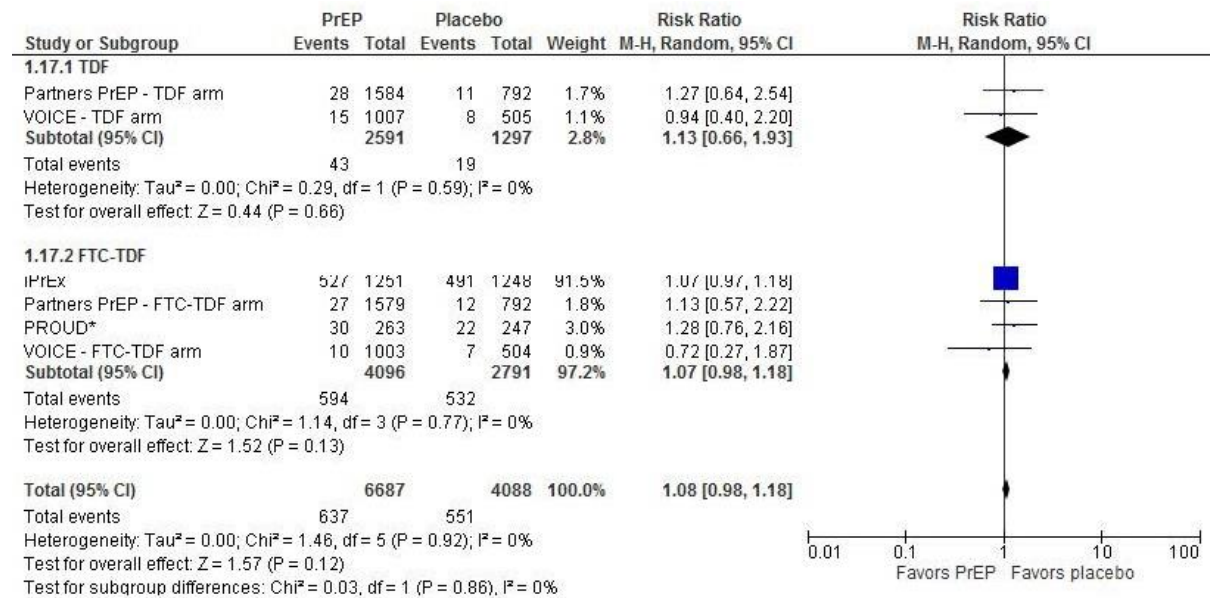 PrEP Placebo Risk Ratio Risk Ratio
Study or Subgroup Events Total Events Total Weight M-H, Random, 95% CI M-H, Random, 95% CI
1.17.1 TDF
Partners PrEP - TDF arm 28 1584 11 792 1.7% 1.27 [0.64, 2.54]
VOICE - TDF arm 15 1007 8 505 1.1% 0.94 [0.40, 2.20]
Subtotal (95% CI) 2591 1297 2.8% 1.13 [0.66, 1.93]
Total events 43 19
Heterogeneity: Tau² = 0.00; Chi² = 0.29, df = 1 (P = 0.59); I² = 0%
Test for overall effect: Z = 0.44 (P = 0.66)
1.17.2 FTC-TDF
iPrEx 527 1251 491 1248 91.5% 1.07 [0.97, 1.18]
Partners PrEP - FTC-TDF arm 27 1579 12 792 1.8% 1.13 [0.57, 2.22]
PROUD* 30 263 22 247 3.0% 1.28 [0.76, 2.16]
VOICE - FTC-TDF arm 10 1003 7 504 0.9% 0.72 [0.27, 1.87]
Subtotal (95% CI) 4096 2791 97.2% 1.07 [0.98, 1.18]
Total events 594 532
Heterogeneity: Tau² = 0.00; Chi² = 1.14, df = 3 (P = 0.77); I² = 0%
Test for overall effect: Z = 1.52 (P = 0.13)
Total (95% CI) 6687 4088 100.0% 1.08 [0.98, 1.18]
Total events 637 551
Heterogeneity: Tau² = 0.00; Chi² = 1.46, df = 5 (P = 0.92); I² = 0%
Test for overall effect: Z = 1.57 (P = 0.12)
Test for subgroup differences: Chi² = 0.03, df = 1 (P = 0.86), I² = 0%
0.01 0.1 1 10 100
Favors PrEP Favors placebo